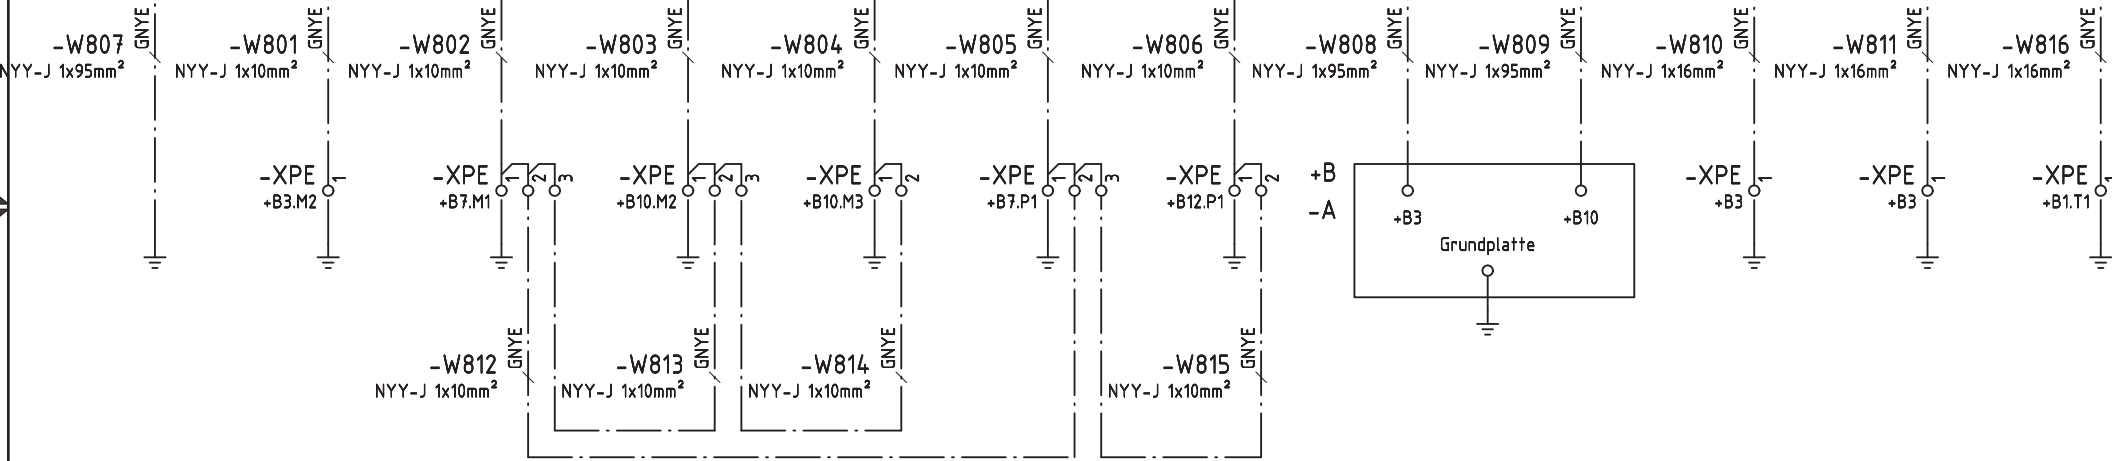 GNYE GNYE GNYE GNYE GNYE GNYE GNYE GNYE GNYE GNYE GNYE GNYE
-W807 -W801 -W802 -W803 -W804 -W805 -W806 -W808 -W809 -W810 -W811 -W816
NYY-J 1x95mm² NYY-J 1x10mm² NYY-J 1x10mm² NYY-J 1x10mm² NYY-J 1x10mm² NYY-J 1x10mm² NYY-J 1x10mm² NYY-J 1x95mm² NYY-J 1x95mm² NYY-J 1x16mm² NYY-J 1x16mm² NYY-J 1x16mm²
-XPE 1 -XPE 1 2 3 -XPE 1 2 3 -XPE 1 2 -XPE 1 2 3 -XPE 1 2 +B -XPE 1 -XPE 1 -XPE 1
+B3.M2 +B7.M1 +B10.M2 +B10.M3 +B7.P1 +B12.P1 -A +B3 +B10 +B3 +B3 +B1.T1
Grundplatte
GNYE GNYE GNYE GNYE
-W812 -W813 -W814 -W815
NYY-J 1x10mm² NYY-J 1x10mm² NYY-J 1x10mm² NYY-J 1x10mm²